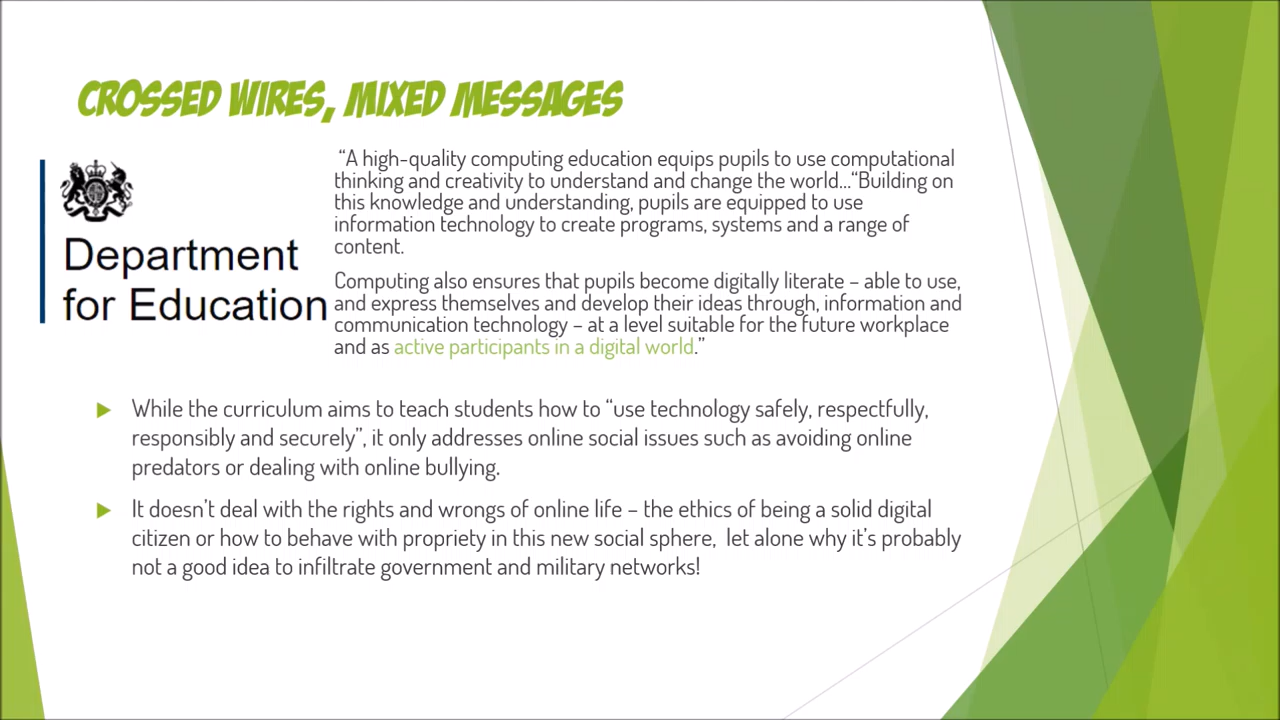 CROSSED WIRES, MIXED MESSAGES
Department
for Education
“A high-quality computing education equips pupils to use computational
thinking and creativity to understand and change the world…“Building on
this knowledge and understanding, pupils are equipped to use
information technology to create programs, systems and a range of
content.
Computing also ensures that pupils become digitally literate – able to use,
and express themselves and develop their ideas through, information and
communication technology – at a level suitable for the future workplace
and as active participants in a digital world.”
While the curriculum aims to teach students how to “use technology safely, respectfully,
responsibly and securely”, it only addresses online social issues such as avoiding online
predators or dealing with online bullying.
It doesn’t deal with the rights and wrongs of online life – the ethics of being a solid digital
citizen or how to behave with propriety in this new social sphere, let alone why it’s probably
not a good idea to infiltrate government and military networks!